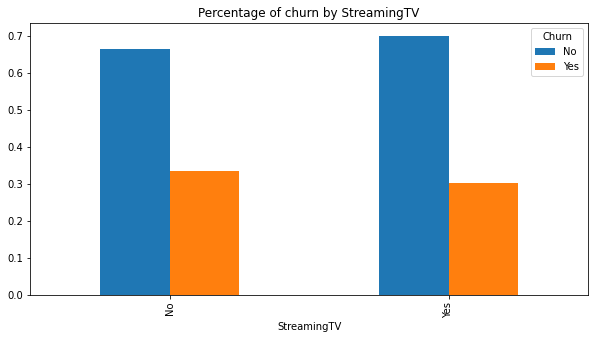 Percentage of churn by StreamingTV
Churn
No
Yes
0.7
0.6
0.5
0.4
0.3
0.2
0.1
0.0
No
Yes
StreamingTV